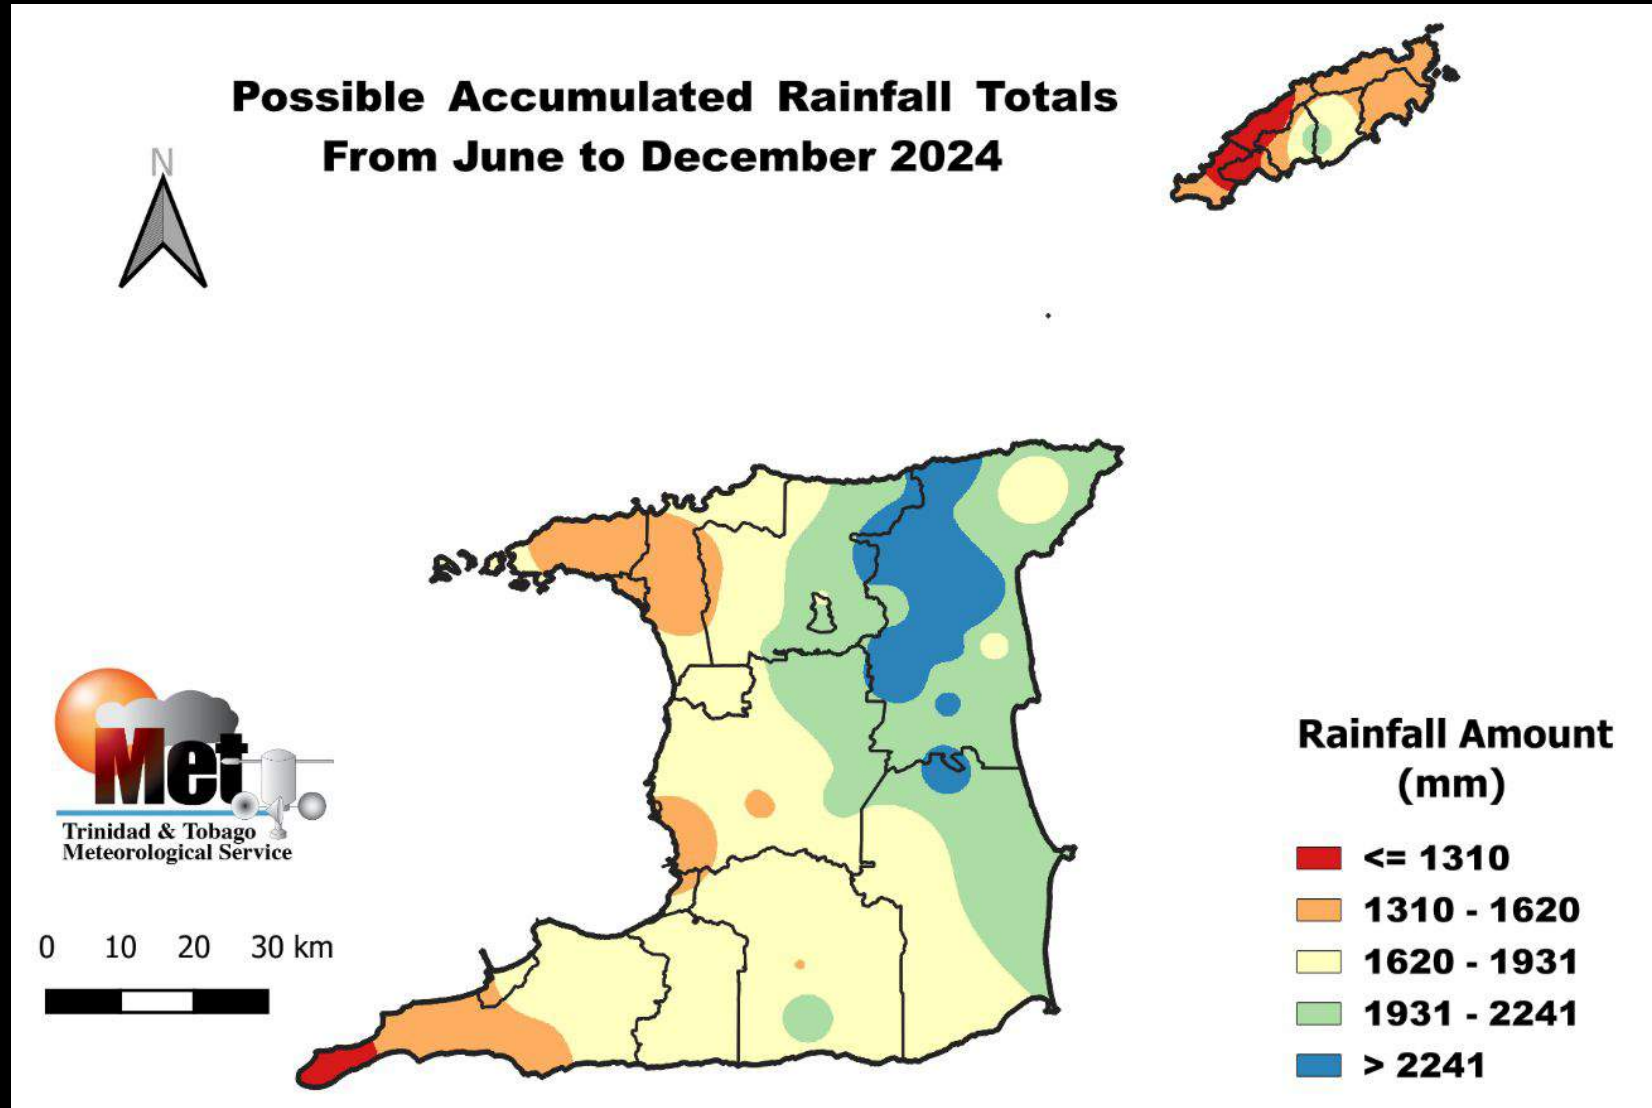 Possible Accumulated Rainfall Totals
From June to December 2024
N
Met
Trinidad & Tobago
Meteorological Service
0 10 20 30 km
Rainfall Amount
(mm)
<= 1310
1310 - 1620
1620 - 1931
1931 - 2241
> 2241